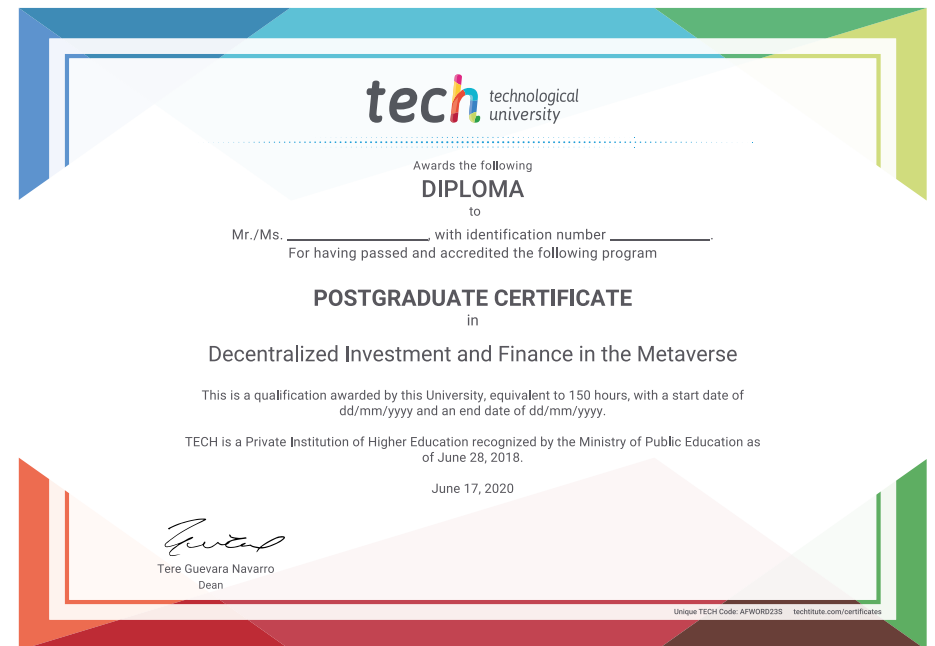 tech technological
university
Awards the following
DIPLOMA
to
Mr./Ms. ____________________, with identification number ______________.
For having passed and accredited the following program
POSTGRADUATE CERTIFICATE
in
Decentralized Investment and Finance in the Metaverse
This is a qualification awarded by this University, equivalent to 150 hours, with a start date of
dd/mm/yyyy and an end date of dd/mm/yyyy.
TECH is a Private Institution of Higher Education recognized by the Ministry of Public Education as
of June 28, 2018.
June 17, 2020
Tere Guevara Navarro
Dean
Unique TECH Code: AFWORD23S techtitute.com/certificates